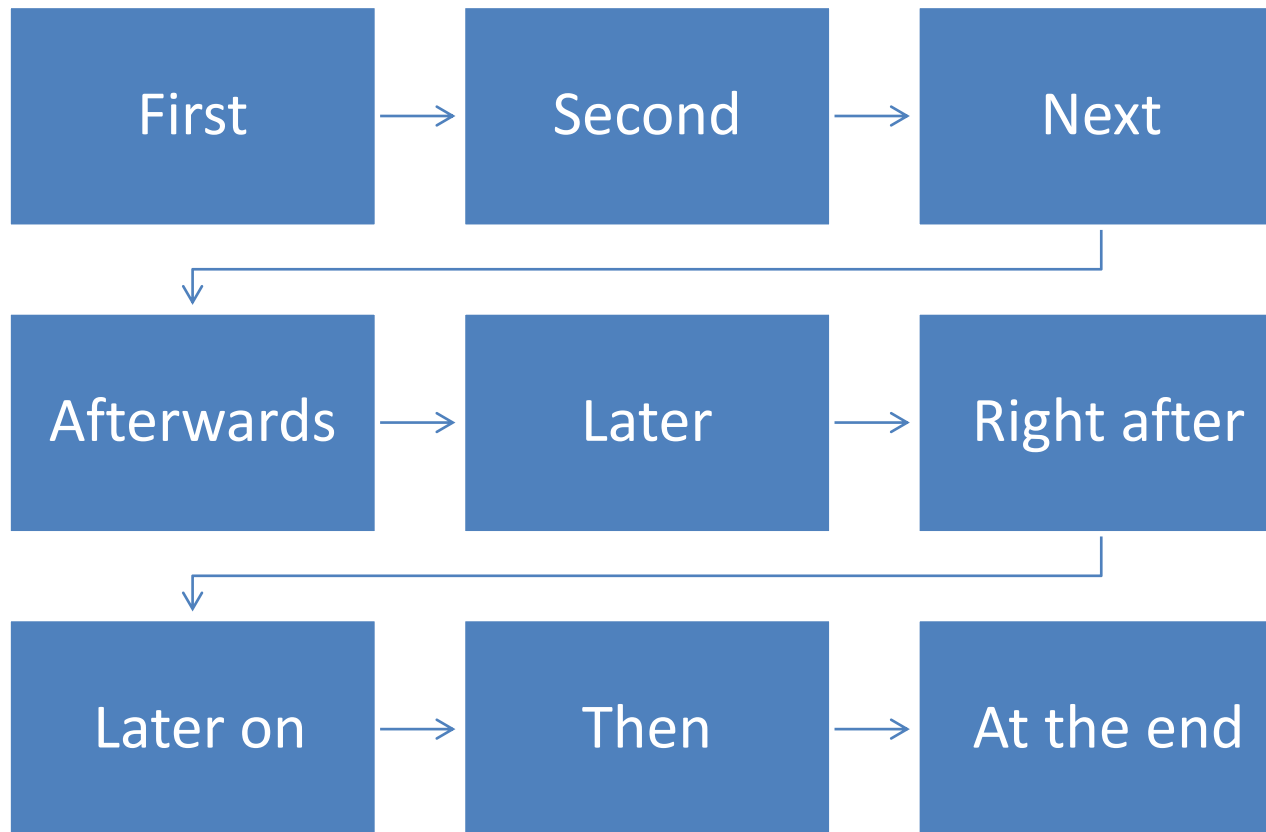 First
Second
Next
Afterwards
Later
Right after
Later on
Then
At the end